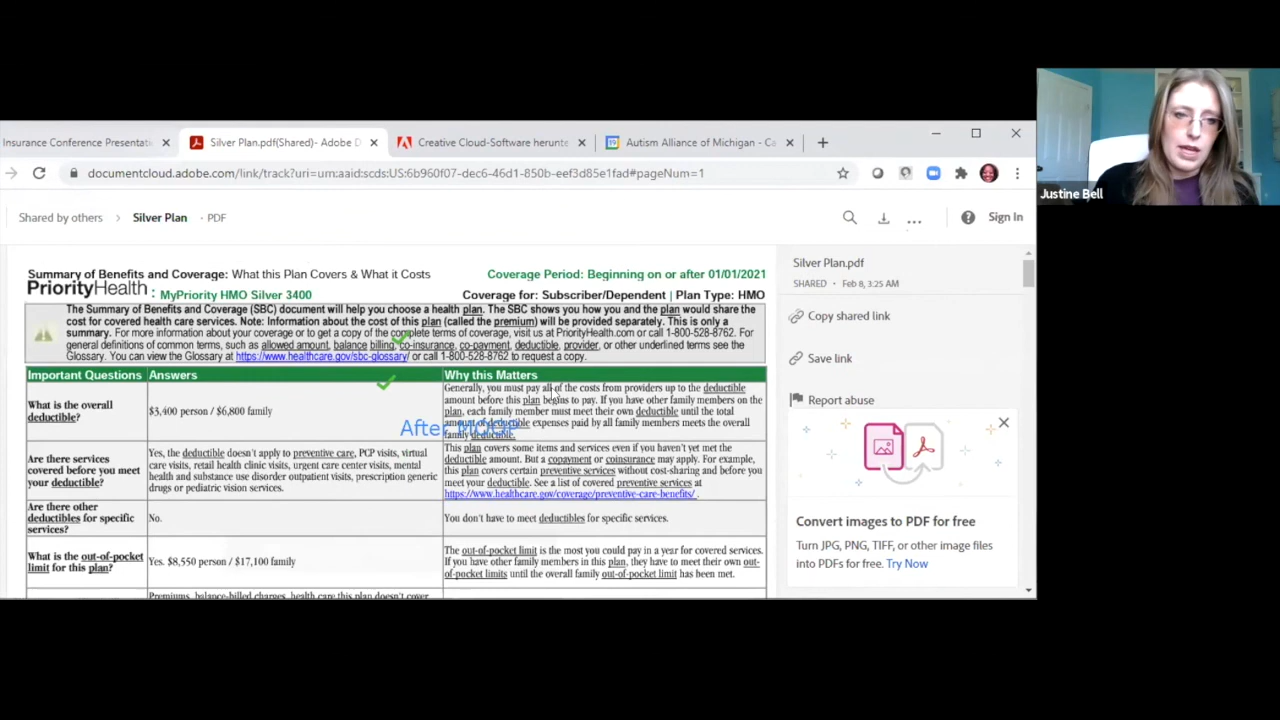 Insurance Conference Presentati
Silver Plan.pdf(Shared)- Adobe D
Creative Cloud-Software herunte
Autism Alliance of Michigan - Ca
documentcloud.adobe.com/link/track?uri=urn:aaid:scds:US:6b960f07-dec6-46d1-850b-eef3d85e1fad#pageNum=1
Shared by others > Silver Plan · PDF
Sign In
Summary of Benefits and Coverage: What this Plan Covers & What it Costs
Coverage Period: Beginning on or after 01/01/2021
PriorityHealth : MyPriority HMO Silver 3400
Coverage for: Subscriber/Dependent | Plan Type: HMO
The Summary of Benefits and Coverage (SBC) document will help you choose a health plan. The SBC shows you how you and the plan would share the
cost for covered health care services. Note: Information about the cost of this plan (called the premium) will be provided separately. This is only a
summary. For more information about your coverage or to get a copy of the complete terms of coverage, visit us at PriorityHealth.com or call 1-800-528-8762. For
general definitions of common terms, such as allowed amount, balance billing, co-insurance, co-payment, deductible, provider, or other underlined terms see the
Glossary. You can view the Glossary at https://www.healthcare.gov/sbc-glossary/ or call 1-800-528-8762 to request a copy.
Important Questions
Answers
Why this Matters
What is the overall
deductible?
$3,400 person / $6,800 family
Generally, you must pay all of the costs from providers up to the deductible
amount before this plan begins to pay. If you have other family members on the
plan, each family member must meet their own deductible until the total
amount of deductible expenses paid by all family members meets the overall
family deductible.
After MOOP
Are there services
covered before you meet
your deductible?
Yes, the deductible doesn't apply to preventive care, PCP visits, virtual
care visits, retail health clinic visits, urgent care center visits, mental
health and substance use disorder outpatient visits, prescription generic
drugs or pediatric vision services.
This plan covers some items and services even if you haven't yet met the
deductible amount. But a copayment or coinsurance may apply. For example,
this plan covers certain preventive services without cost-sharing and before you
meet your deductible. See a list of covered preventive services at
https://www.healthcare.gov/coverage/preventive-care-benefits/ .
Are there other
deductibles for specific
services?
No.
You don't have to meet deductibles for specific services.
What is the out-of-pocket
limit for this plan?
Yes. $8,550 person / $17,100 family
The out-of-pocket limit is the most you could pay in a year for covered services.
If you have other family members in this plan, they have to meet their own out-
of-pocket limits until the overall family out-of-pocket limit has been met.
Premiums, balance-billed charges, health care this plan doesn't cover
Silver Plan.pdf
SHARED · Feb 8, 3:25 AM
Copy shared link
Save link
Report abuse
Convert images to PDF for free
Turn JPG, PNG, TIFF, or other image files
into PDFs for free. Try Now
Justine Bell